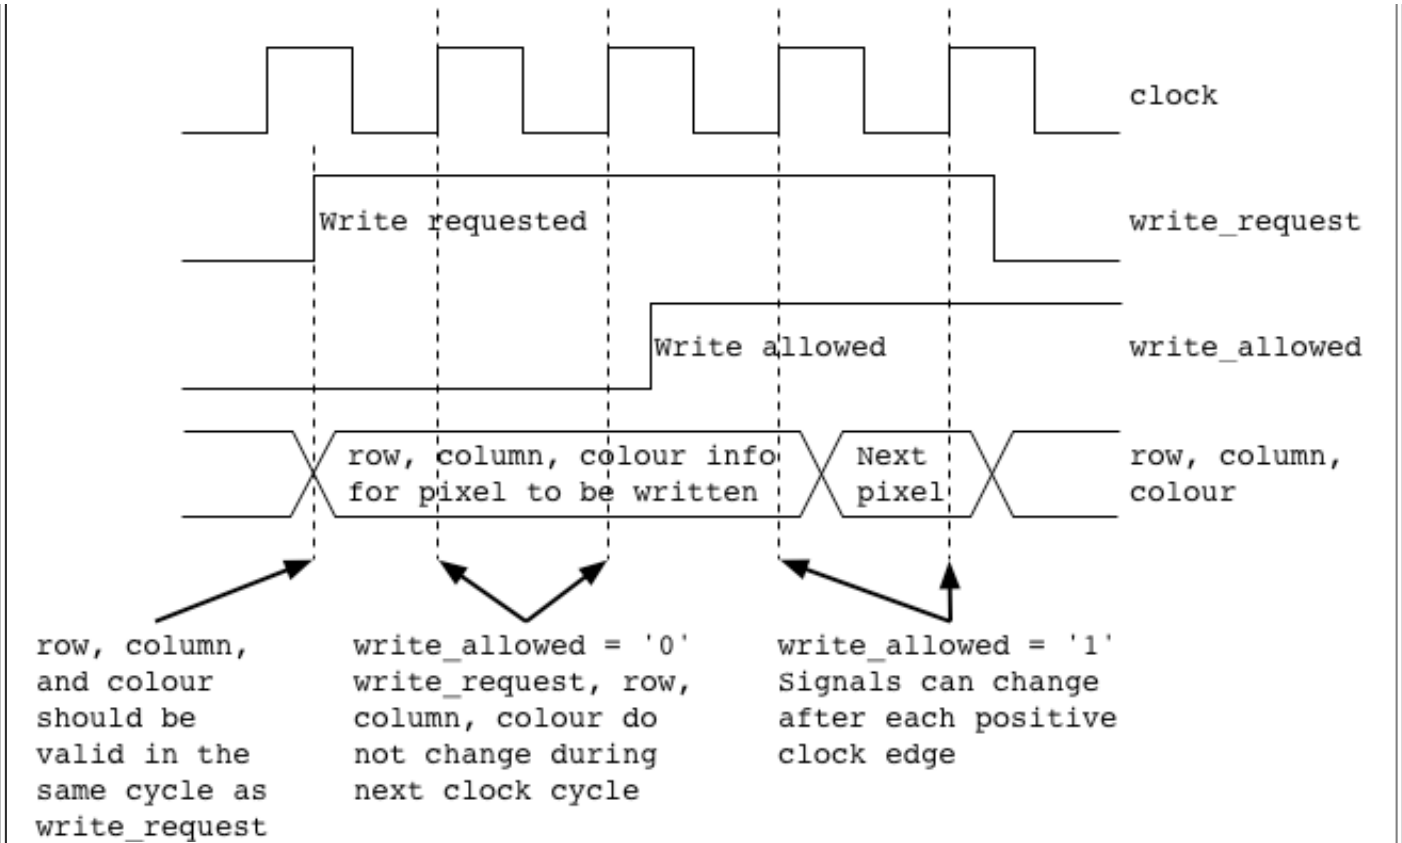 clock
Write requested
write_request
Write allowed
write_allowed
row, column, colour info
for pixel to be written
Next
pixel
row, column,
colour
row, column,
and colour
should be
valid in the
same cycle as
write_request
write_allowed = '0'
write_request, row,
column, colour do
not change during
next clock cycle
write_allowed = '1'
Signals can change
after each positive
clock edge